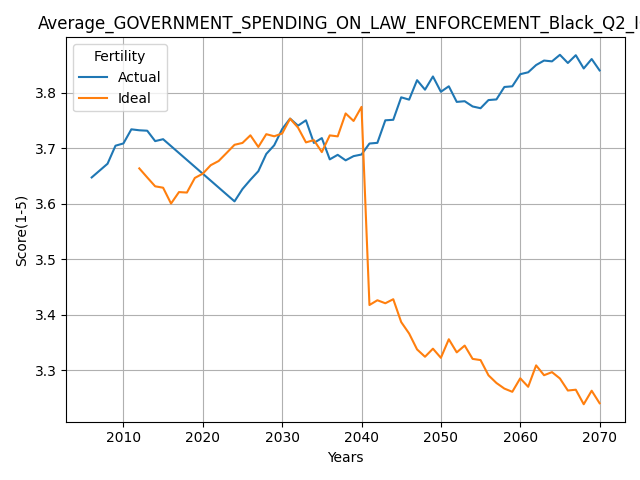 Average_GOVERNMENT_SPENDING_ON_LAW_ENFORCEMENT_Black_Q2_I
Fertility
Actual
Ideal
Score(1-5)
3.8
3.7
3.6
3.5
3.4
3.3
2010 2020 2030 2040 2050 2060 2070
Years